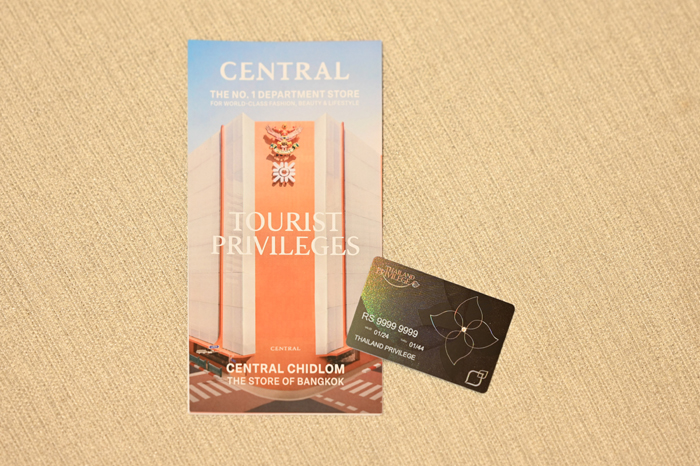 CENTRAL
THE NO. 1 DEPARTMENT STORE
FOR WORLD-CLASS FASHION, BEAUTY & LIFESTYLE
TOURIST
PRIVILEGES
CENTRAL
CENTRAL CHIDLOM
THE STORE OF BANGKOK
THAILAND
PRIVILEGE
RS 9999 9999
01/24 01/44
THAILAND PRIVILEGE